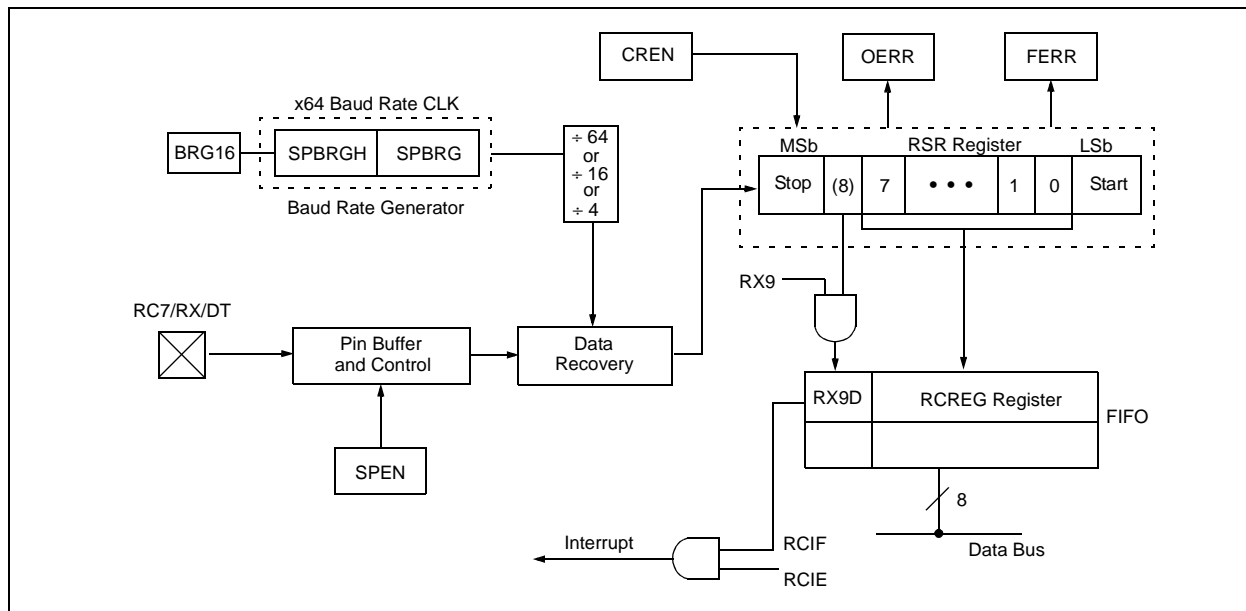 CREN
OERR
FERR
x64 Baud Rate CLK
BRG16
SPBRGH
SPBRG
÷ 64
or
÷ 16
or
÷ 4
Baud Rate Generator
MSb
RSR Register
LSb
Stop
(8)
7
• • •
1
0
Start
RX9
RC7/RX/DT
Pin Buffer
and Control
Data
Recovery
SPEN
RX9D
RCREG Register
FIFO
8
Data Bus
Interrupt
RCIF
RCIE